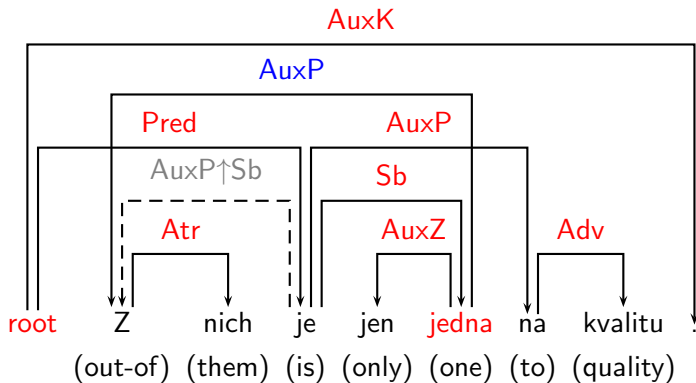 AuxK
AuxP
Pred AuxP
AuxP↑Sb Sb
Atr AuxZ Adv
root Z nich je jen jedna na kvalitu .
(out-of) (them) (is) (only) (one) (to) (quality)